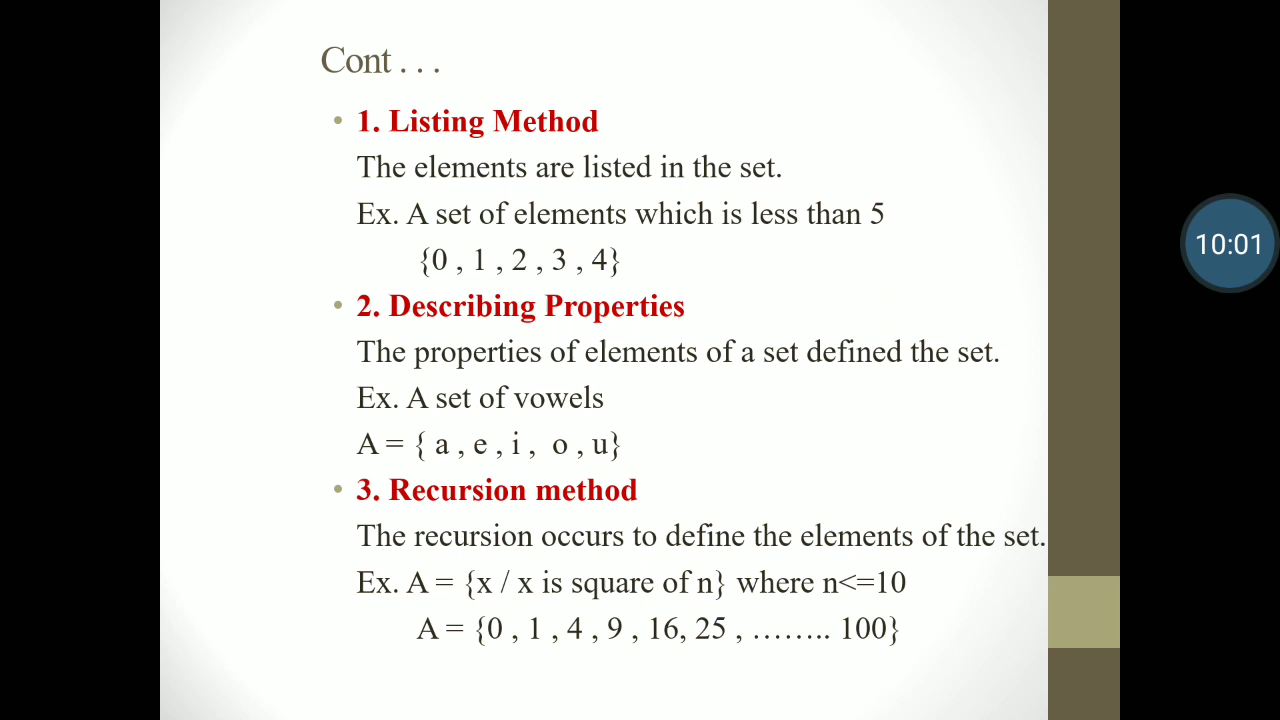 Cont . . .
• 1. Listing Method
The elements are listed in the set.
Ex. A set of elements which is less than 5
{0 , 1 , 2 , 3 , 4}
• 2. Describing Properties
The properties of elements of a set defined the set.
Ex. A set of vowels
A = { a , e , i ,  o , u}
• 3. Recursion method
The recursion occurs to define the elements of the set.
Ex. A = {x / x is square of n} where n<=10
A = {0 , 1 , 4 , 9 , 16, 25 , …….. 100}
10:01